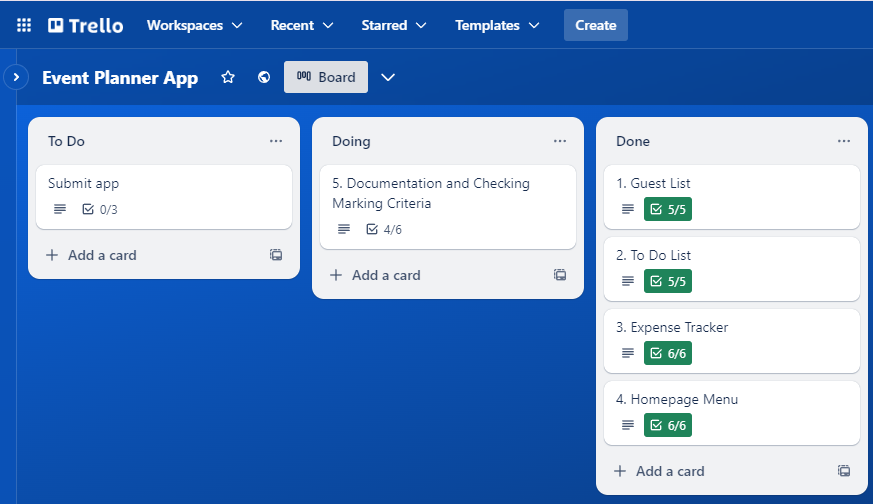 Trello Workspaces Recent Starred Templates Create
Event Planner App Board
To Do
Submit app
0/3
Add a card
Doing
5. Documentation and Checking
Marking Criteria
4/6
Add a card
Done
1. Guest List
5/5
2. To Do List
5/5
3. Expense Tracker
6/6
4. Homepage Menu
6/6
Add a card